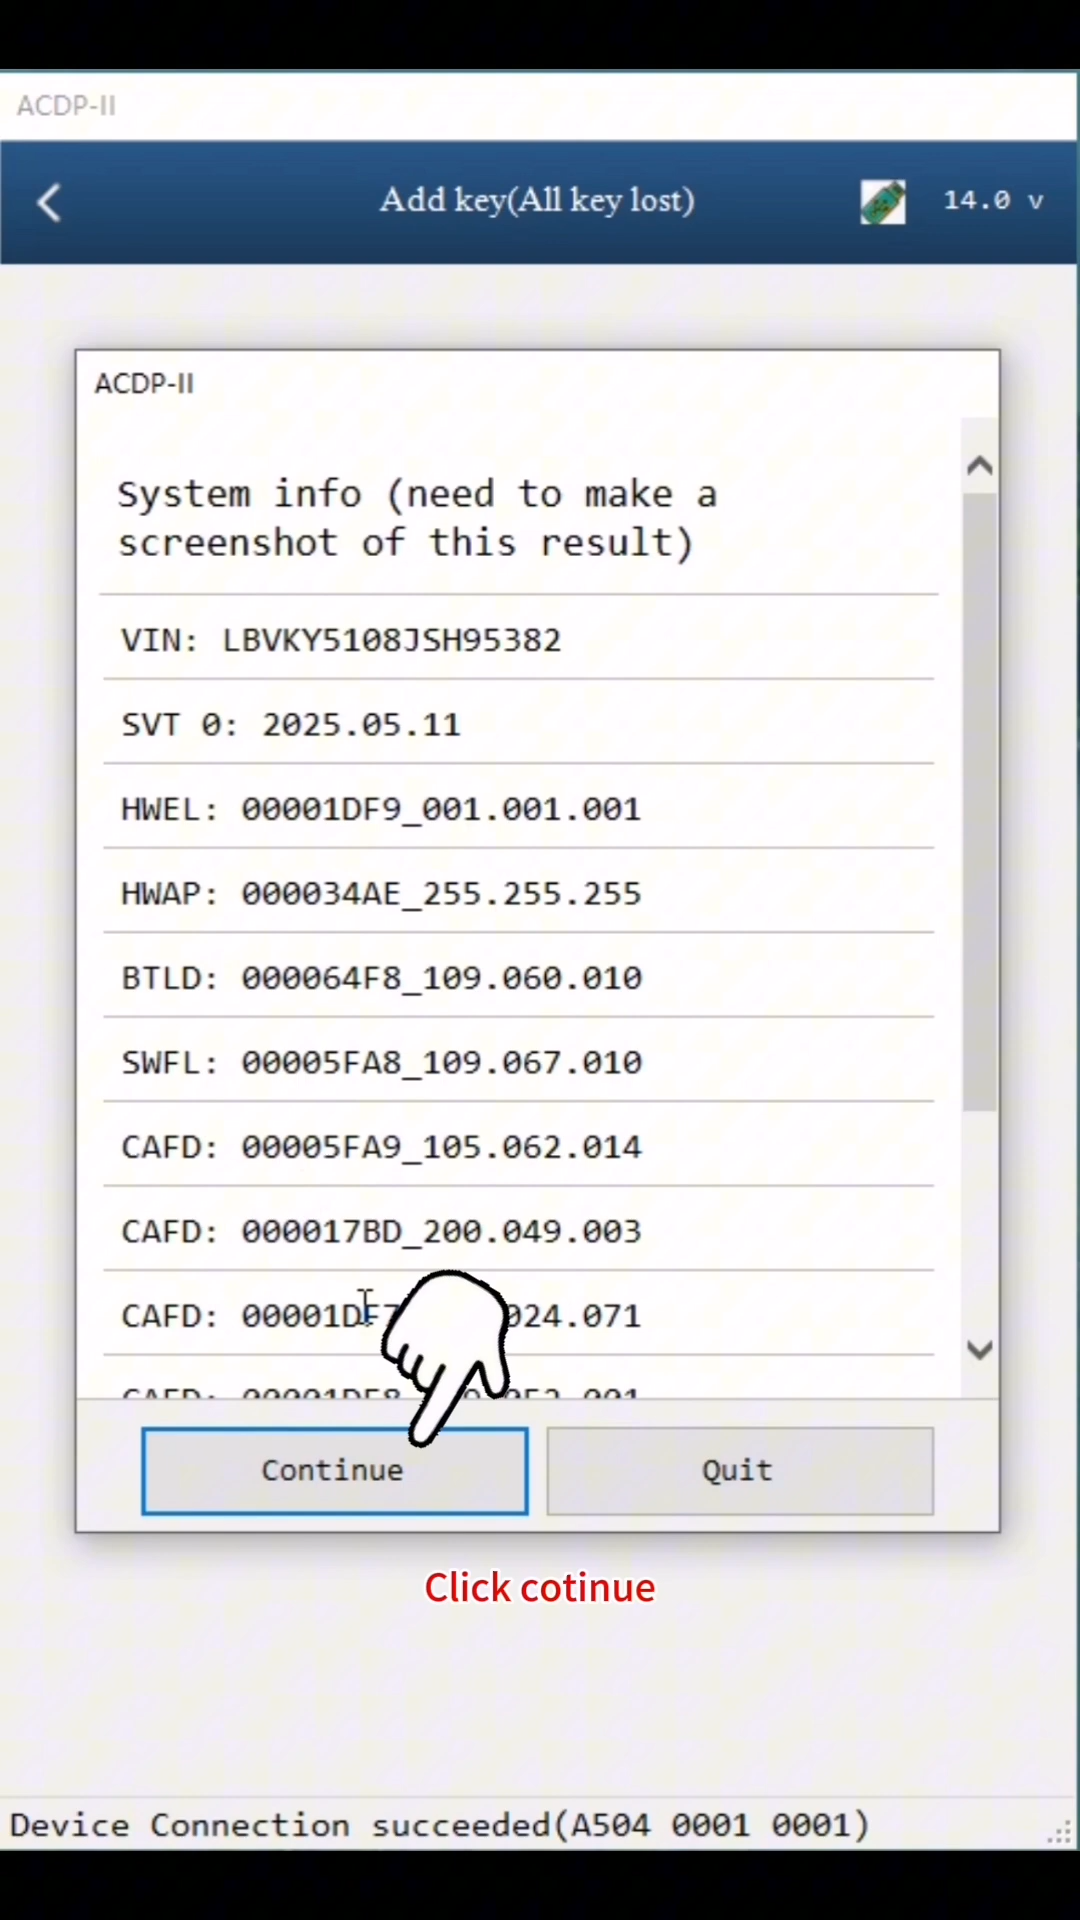 ACDP-II
Add key(All key lost)
14.0 v
ACDP-II
System info (need to make a
screenshot of this result)
VIN: LBVKY5108JSH95382
SVT 0: 2025.05.11
HWEL: 00001DF9_001.001.001
HWAP: 000034AE_255.255.255
BTLD: 000064F8_109.060.010
SWFL: 00005FA8_109.067.010
CAFD: 00005FA9_105.062.014
CAFD: 000017BD_200.049.003
CAFD:
CAFD:
Continue
Quit
Click cotinue
Device Connection succeeded(A504 0001 0001)